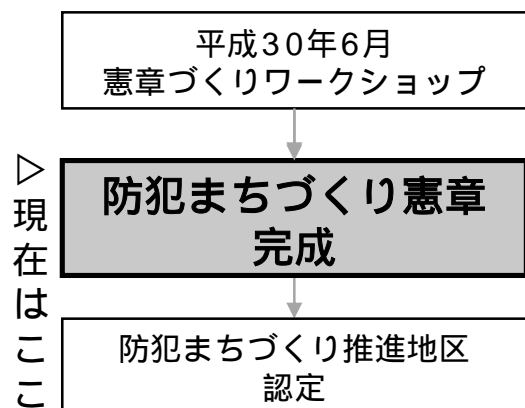 平成30年6月
憲章づくりワークショップ
▷現在はここ
防犯まちづくり憲章
完成
防犯まちづくり推進地区
認定